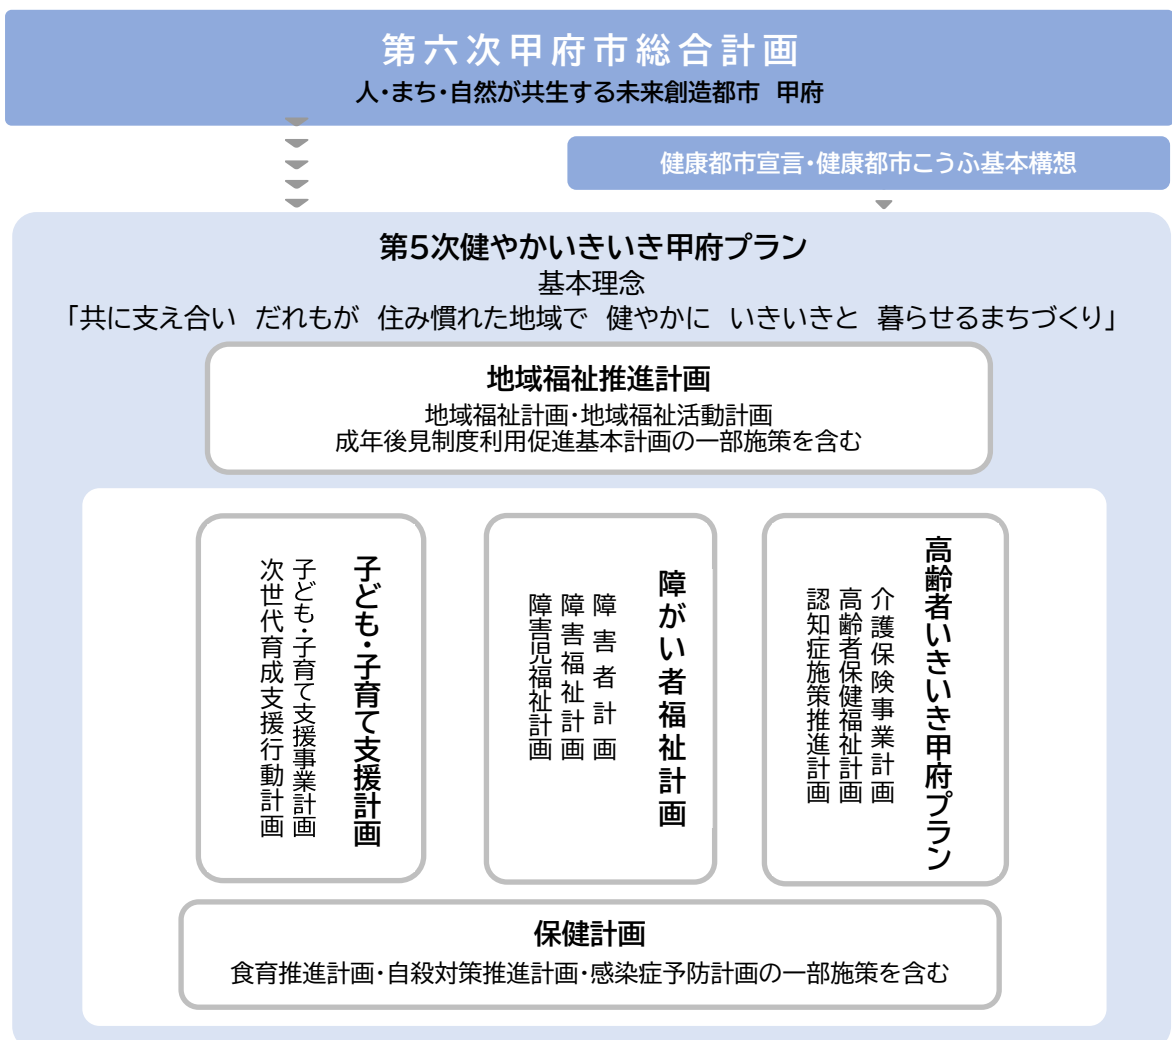 第六次甲府市総合計画
人・まち・自然が共生する未来創造都市　甲府
健康都市宣言・健康都市こうふ基本構想
第5次健やかいきいき甲府プラン
基本理念
「共に支え合い　だれもが　住み慣れた地域で　健やかに　いきいきと　暮らせるまちづくり」
地域福祉推進計画
地域福祉計画・地域福祉活動計画
成年後見制度利用促進基本計画の一部施策を含む
高齢者いきいき甲府プラン
介護保険事業計画
高齢者保健福祉計画
認知症施策推進計画
障がい者福祉計画
障害者計画
障害福祉計画
障害児福祉計画
子ども・子育て支援計画
子ども・子育て支援事業計画
次世代育成支援行動計画
保健計画
食育推進計画・自殺対策推進計画・感染症予防計画の一部施策を含む